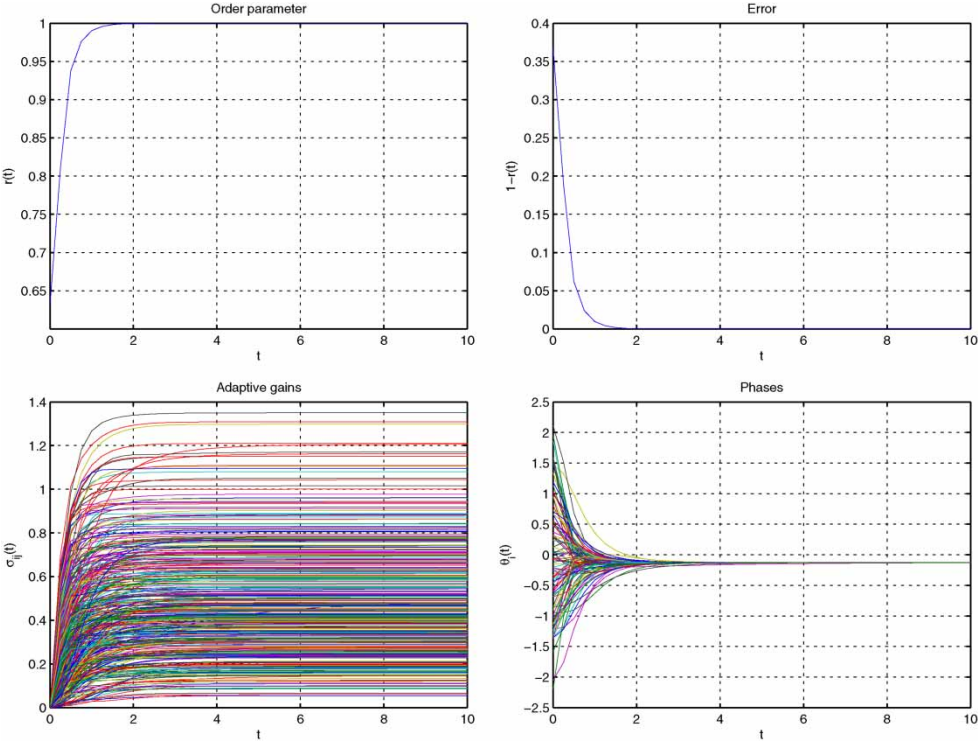 Order parameter
1
0.95
0.9
0.85
0.8
0.75
0.7
0.65
r(t)
0 2 4 6 8 10
t
Error
0.4
0.35
0.3
0.25
0.2
0.15
0.1
0.05
0
1−r(t)
0 2 4 6 8 10
t
Adaptive gains
1.4
1.2
1
0.8
0.6
0.4
0.2
0
σij(t)
0 2 4 6 8 10
t
Phases
2.5
2
1.5
1
0.5
0
−0.5
−1
−1.5
−2
−2.5
θi(t)
0 2 4 6 8 10
t